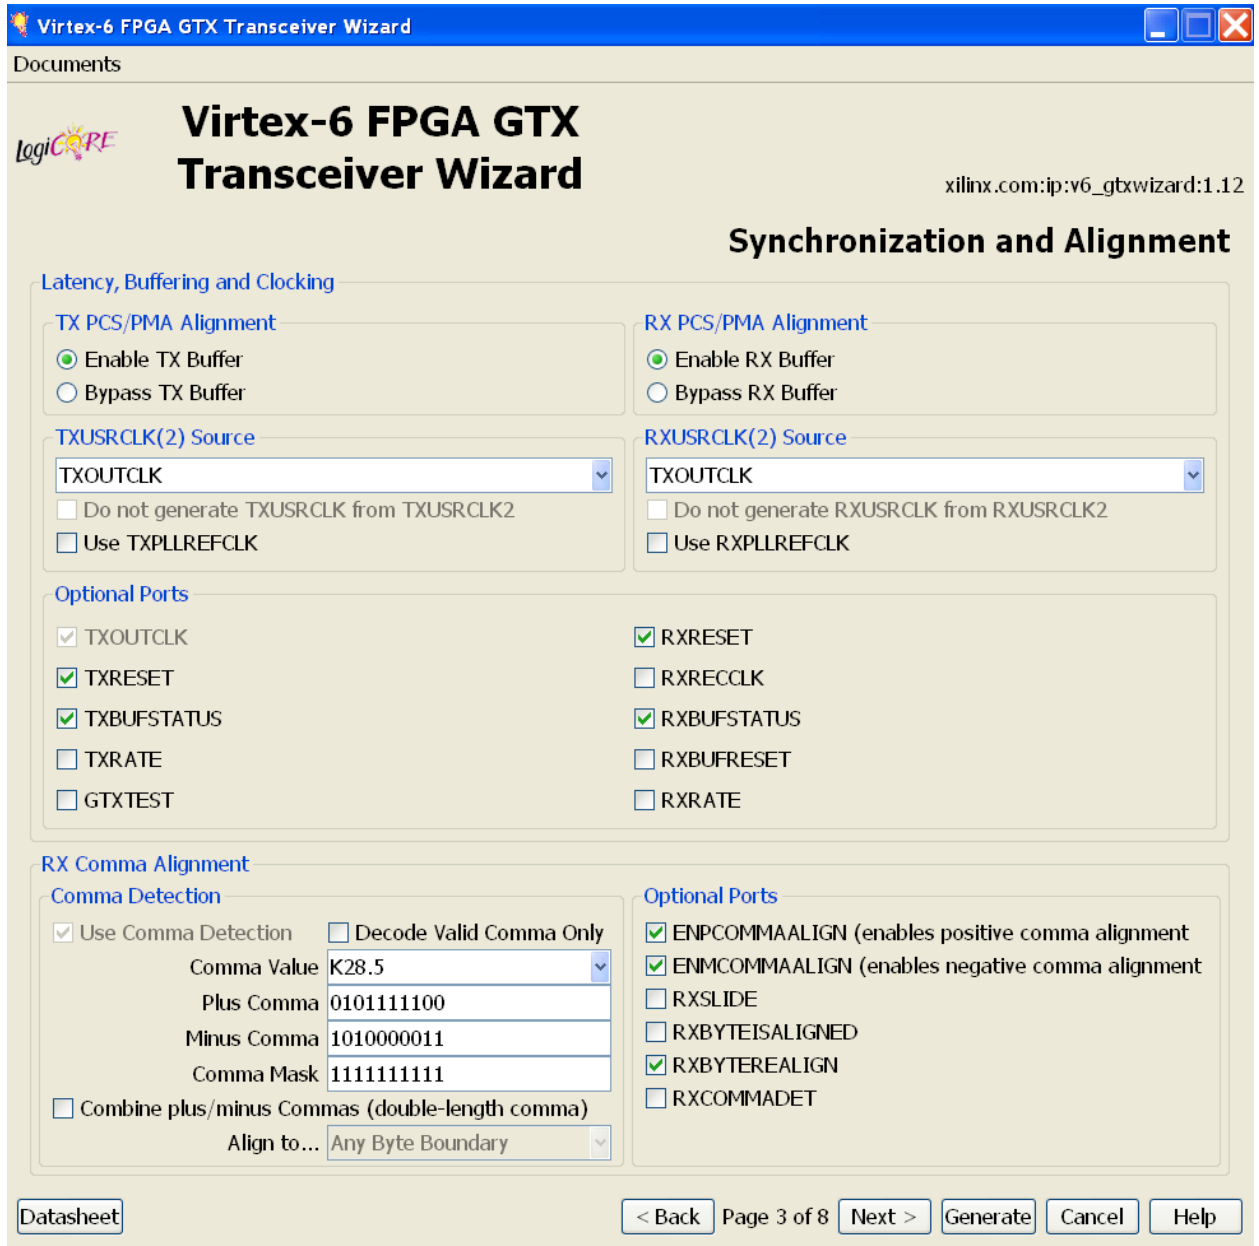 Virtex-6 FPGA GTX Transceiver Wizard
Documents
logiCORE
Virtex-6 FPGA GTX
Transceiver Wizard
xilinx.com:ip:v6_gtxwizard:1.12
Synchronization and Alignment
Latency, Buffering and Clocking
TX PCS/PMA Alignment
Enable TX Buffer
Bypass TX Buffer
RX PCS/PMA Alignment
Enable RX Buffer
Bypass RX Buffer
TXUSRCLK(2) Source
TXOUTCLK
Do not generate TXUSRCLK from TXUSRCLK2
Use TXPLLREFCLK
RXUSRCLK(2) Source
TXOUTCLK
Do not generate RXUSRCLK from RXUSRCLK2
Use RXPLLREFCLK
Optional Ports
TXOUTCLK
TXRESET
TXBUFSTATUS
TXRATE
GTXTEST
RXRESET
RXRECCLK
RXBUFSTATUS
RXBUFRESET
RXRATE
RX Comma Alignment
Comma Detection
Use Comma Detection
Decode Valid Comma Only
Comma Value K28.5
Plus Comma 0101111100
Minus Comma 1010000011
Comma Mask 1111111111
Combine plus/minus Commas (double-length comma)
Align to... Any Byte Boundary
Optional Ports
ENPCOMMAALIGN (enables positive comma alignment
ENMCOMMAALIGN (enables negative comma alignment
RXSLIDE
RXBYTEISALIGNED
RXBYTEREALIGN
RXCOMMADET
Datasheet
< Back Page 3 of 8 Next > Generate Cancel Help